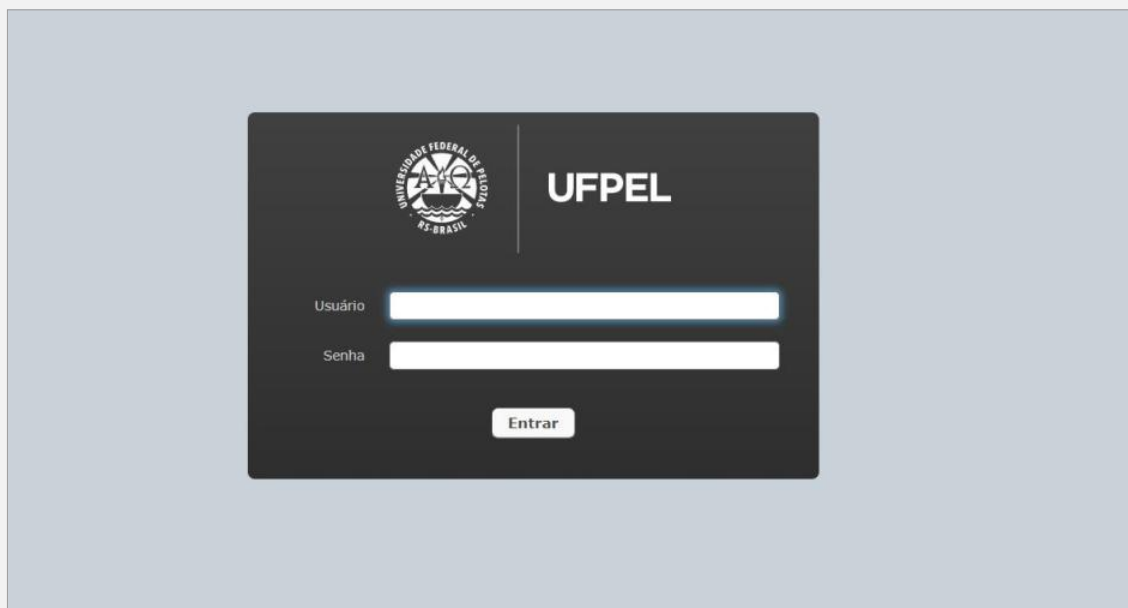 UNIVERSIDADE FEDERAL DE PELOTAS
RS-BRASIL
UFPEL
Usuário
Senha
Entrar